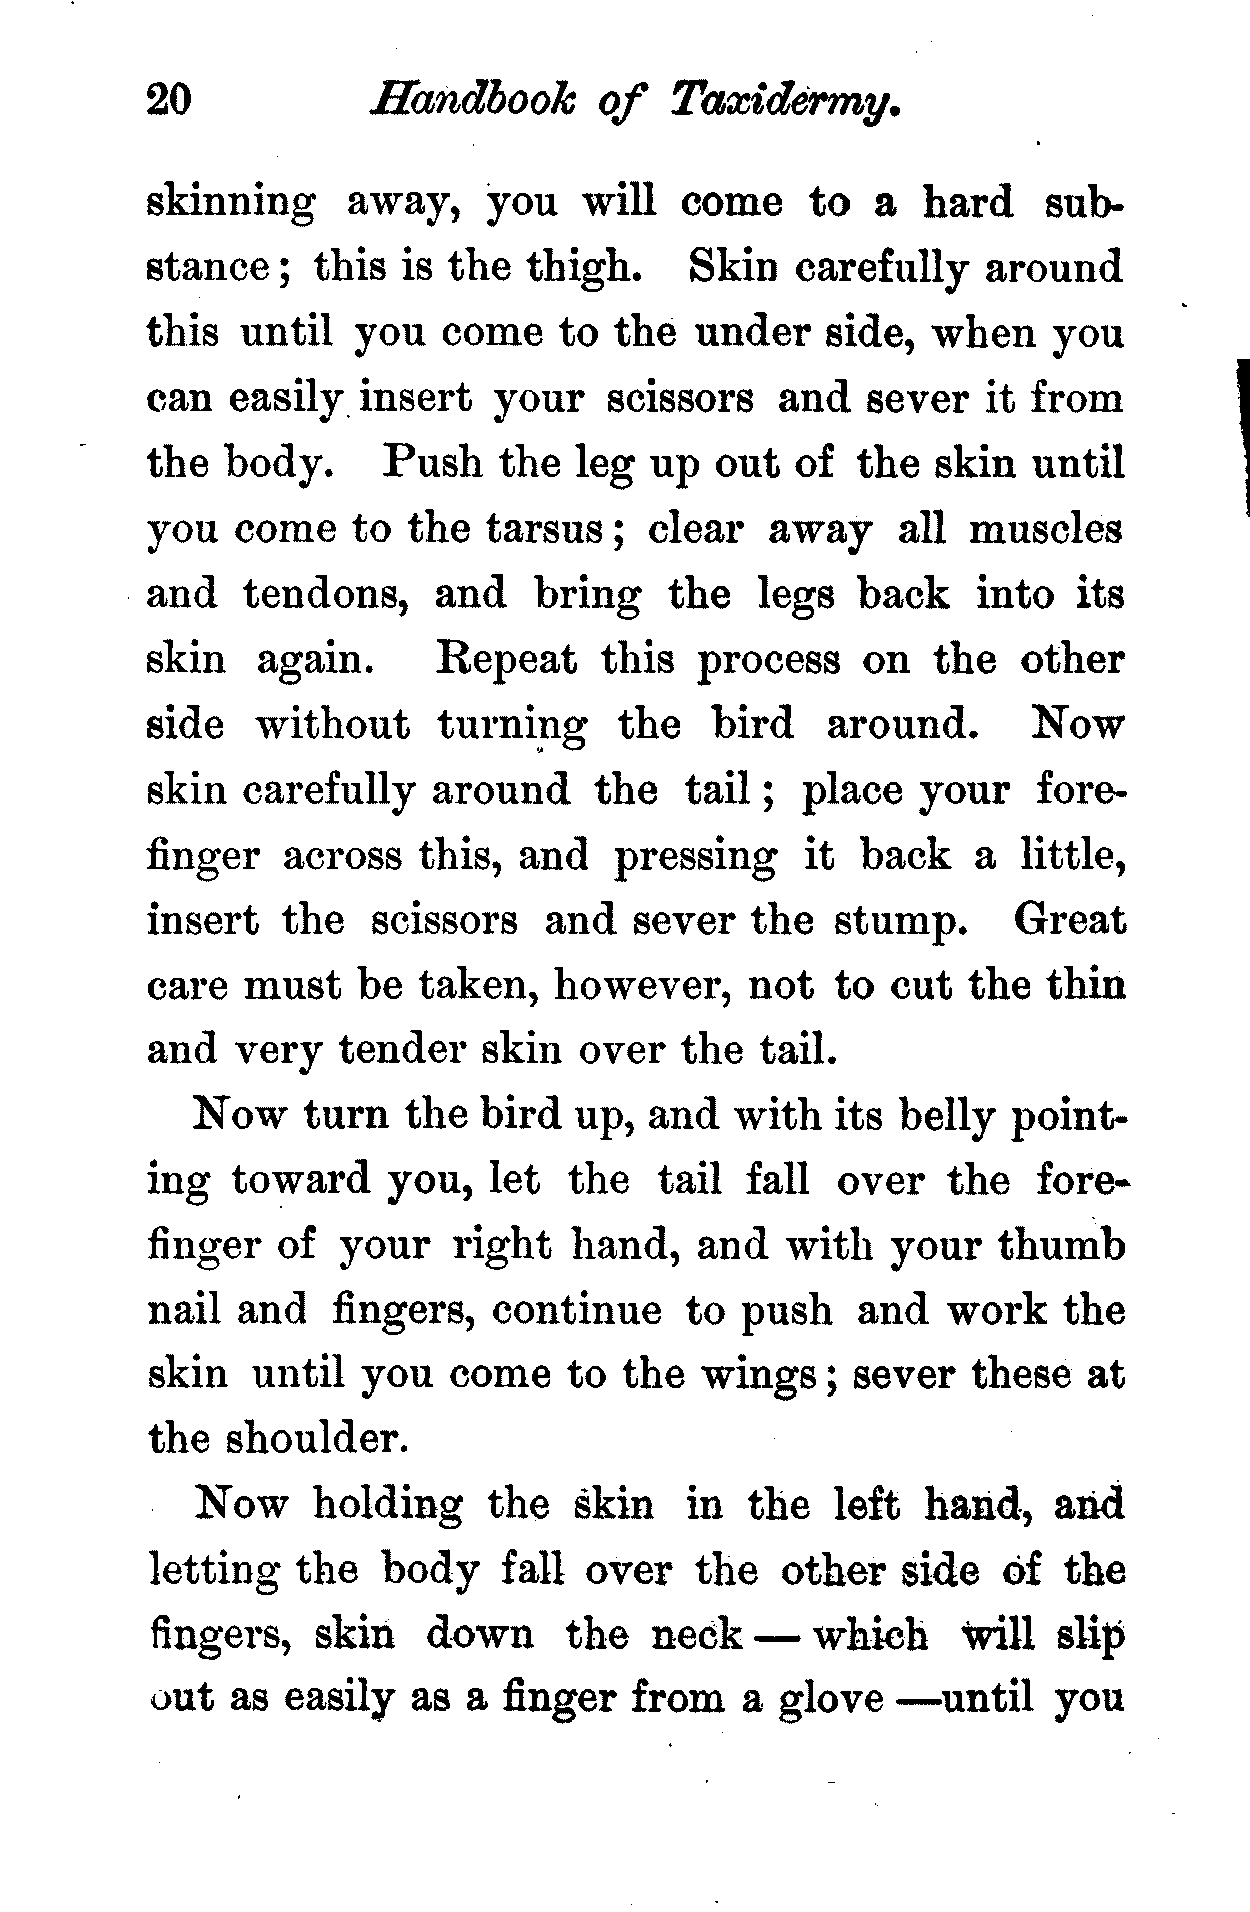 20 Handbook of Taxidermy.
skinning away, you will come to a hard sub-
stance; this is the thigh. Skin carefully around
this until you come to the under side, when you
can easily insert your scissors and sever it from
the body. Push the leg up out of the skin until
you come to the tarsus; clear away all muscles
and tendons, and bring the legs back into its
skin again. Repeat this process on the other
side without turning the bird around. Now
skin carefully around the tail; place your fore-
finger across this, and pressing it back a little,
insert the scissors and sever the stump. Great
care must be taken, however, not to cut the thin
and very tender skin over the tail.
Now turn the bird up, and with its belly point-
ing toward you, let the tail fall over the fore-
finger of your right hand, and with your thumb
nail and fingers, continue to push and work the
skin until you come to the wings; sever these at
the shoulder.
Now holding the skin in the left hand, and
letting the body fall over the other side of the
fingers, skin down the neck — which will slip
out as easily as a finger from a glove —until you